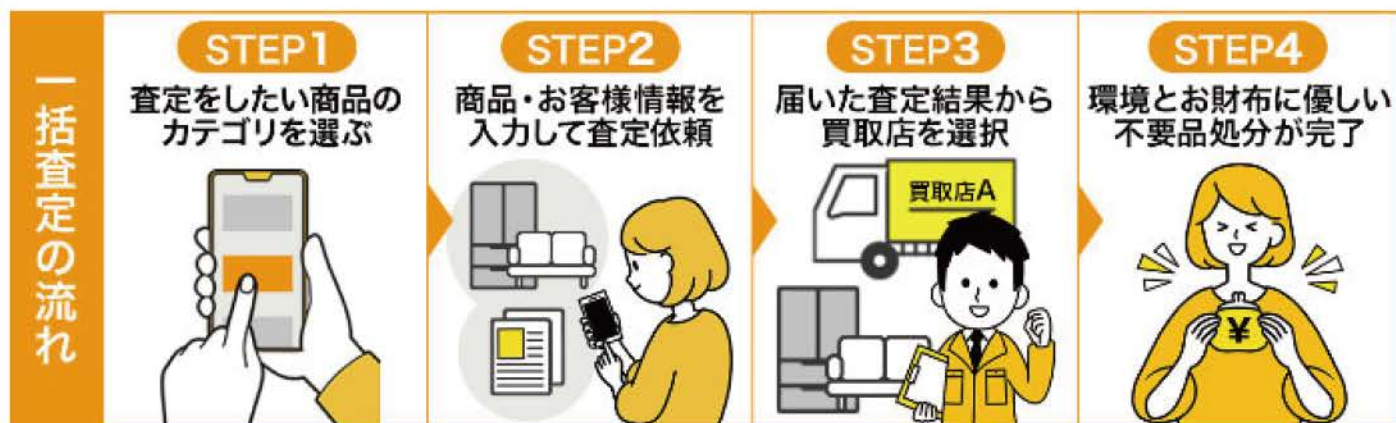 一括査定の流れ
STEP1
査定をしたい商品の
カテゴリを選ぶ
STEP2
商品・お客様情報を
入力して査定依頼
STEP3
届いた査定結果から
買取店を選択
買取店A
STEP4
環境とお財布に優しい
不要品処分が完了
¥